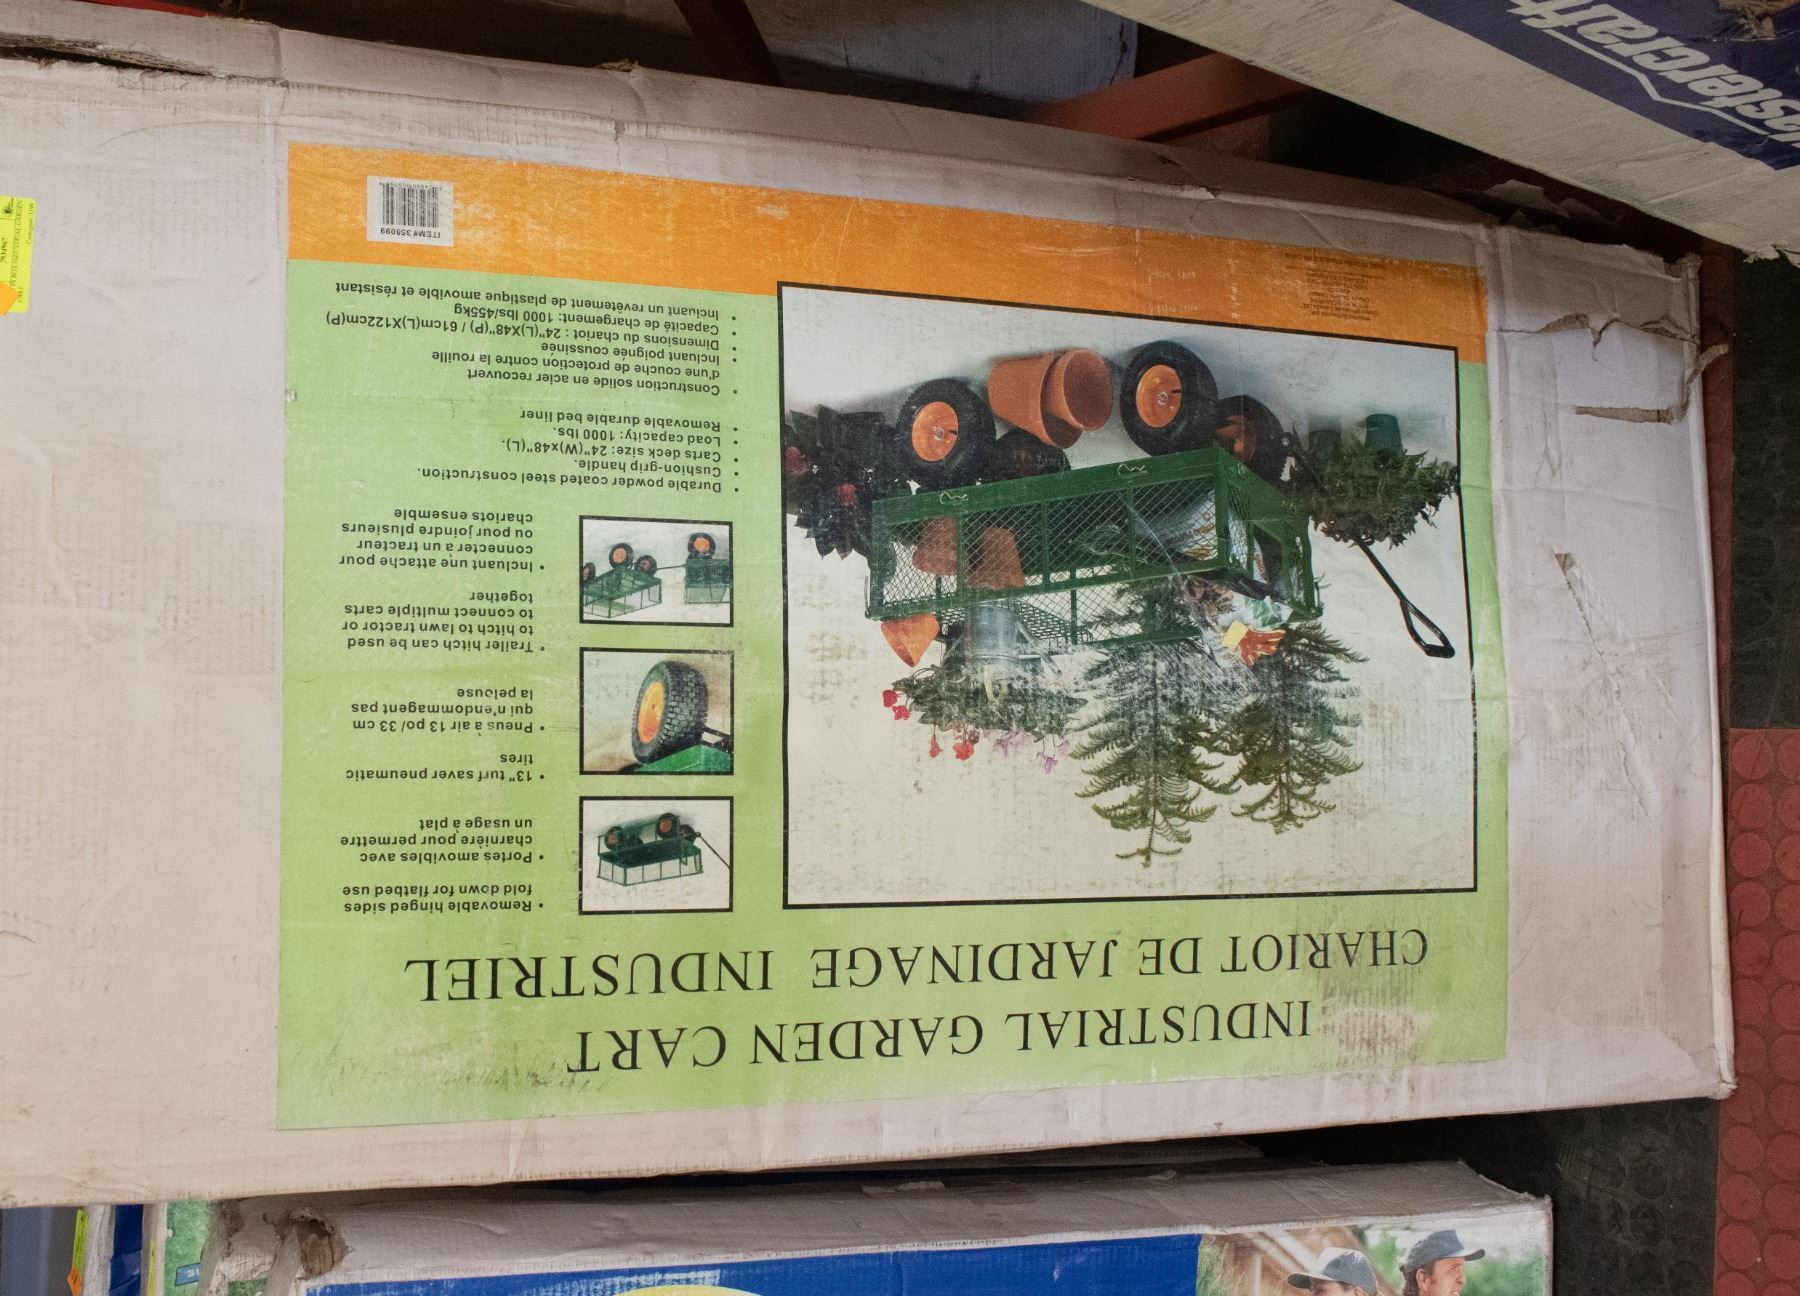 INDUSTRIAL GARDEN CART
CHARIOT DE JARDINAGE INDUSTRIEL
• Removable hinged sides
fold down for flatbed use
• Portes amovibles avec
charnière pour permettre
un usage a plat
• 13" turf saver pneumatic
tires
• Pneus à air 13 po/ 33 cm
qui n'endommagent pas
la pelouse
• Trailer hitch can be used
to hitch to lawn tractor or
to connect multiple carts
together
• Incluant une attache pour
connecter a un tracteur
ou pour joindre plusieurs
chariots ensemble
• Durable powder coated steel construction.
• Cushion-grip handle.
• Carts deck size: 24"(W)x48"(L).
• Load capacity: 1000 lbs.
• Removable durable bed liner
• Construction solide en acier recouvert
d'une couche de protection contre la rouille
• Incluant poignée coussinée
• Dimensions du chariot : 24"(L)X48"(P) / 61cm(L)X122cm(P)
• Capacité de chargement: 1000 lbs/455kg
• Incluant un revêtement de plastique amovible et résistant
ITEM# 358099